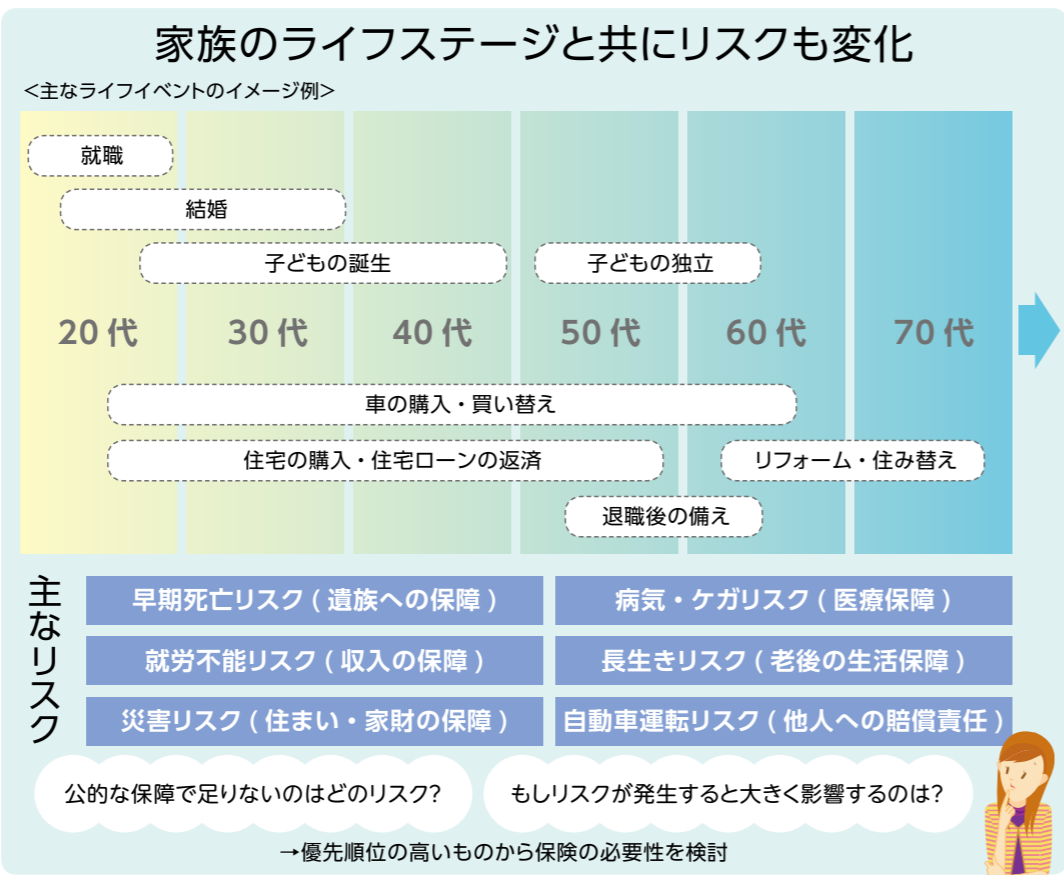 家族のライフステージと共にリスクも変化
<主なライフイベントのイメージ例>
就職
結婚
子どもの誕生
子どもの独立
20代
30代
40代
50代
60代
70代
車の購入・買い替え
住宅の購入・住宅ローンの返済
リフォーム・住み替え
退職後の備え
主なリスク
早期死亡リスク(遺族への保障)
病気・ケガリスク(医療保障)
就労不能リスク(収入の保障)
長生きリスク(老後の生活保障)
災害リスク(住まい・家財の保障)
自動車運転リスク(他人への賠償責任)
公的な保障で足りないのはどのリスク?
もしリスクが発生すると大きく影響するのは?
→優先順位の高いものから保険の必要性を検討